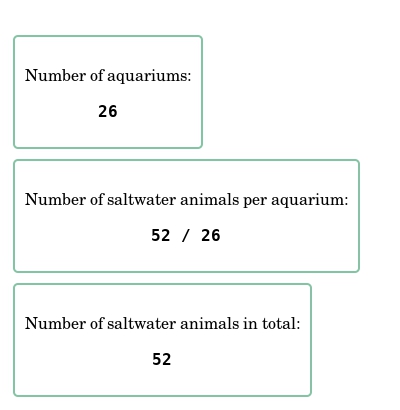 Number of aquariums:
26
Number of saltwater animals per aquarium:
52 / 26
Number of saltwater animals in total:
52